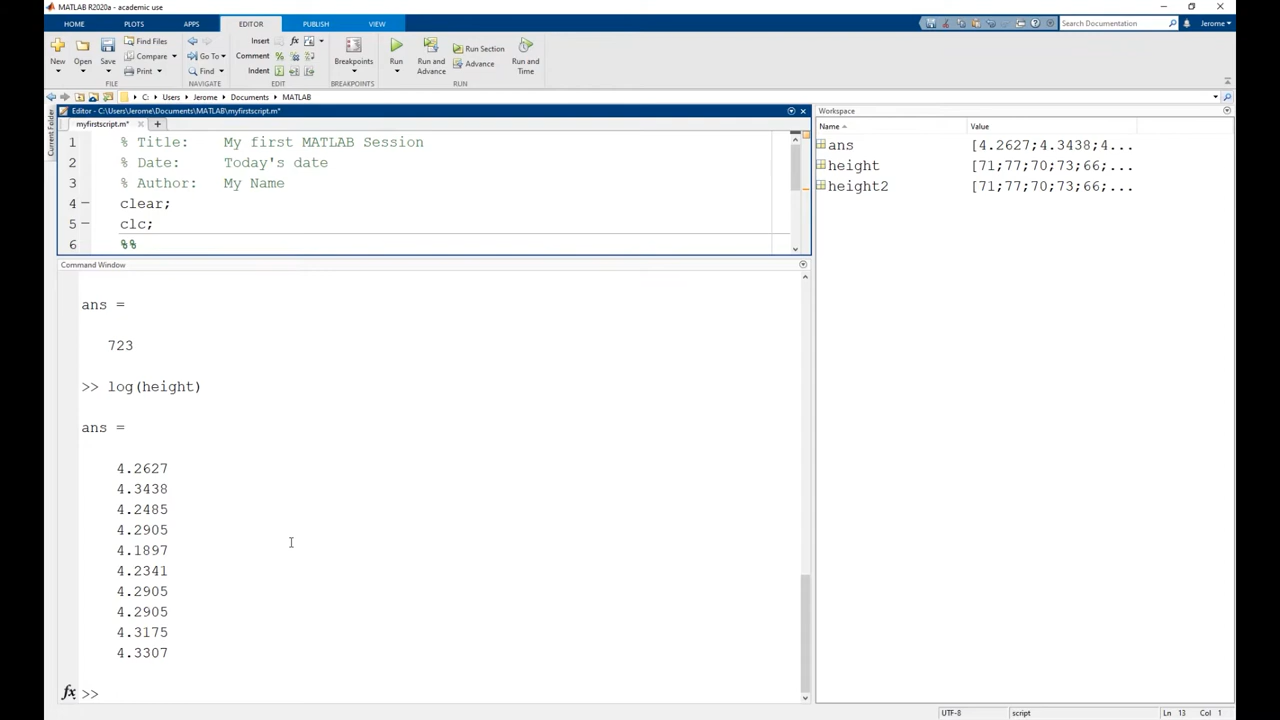 MATLAB R2020a - academic use
HOME PLOTS APPS EDITOR PUBLISH VIEW Search Documentation Jerome
New Open Save Find Files Compare Print
Go To Find
Insert fx
Comment %
Indent
Breakpoints Run Run and Advance Run Section Advance Run and Time
FILE NAVIGATE EDIT BREAKPOINTS RUN
C: Users Jerome Documents MATLAB
Current Folder
Editor - C:\Users\Jerome\Documents\MATLAB\myfirstscript.m*
myfirstscript.m* +
1 % Title: My first MATLAB Session
2 % Date: Today's date
3 % Author: My Name
4 – clear;
5 – clc;
6 %%
Command Window
ans =
723
>> log(height)
ans =
4.2627
4.3438
4.2485
4.2905
4.1897
4.2341
4.2905
4.2905
4.3175
4.3307
fx >>
Workspace
Name Value
ans [4.2627;4.3438;4...
height [71;77;70;73;66;...
height2 [71;77;70;73;66;...
UTF-8 script Ln 13 Col 1